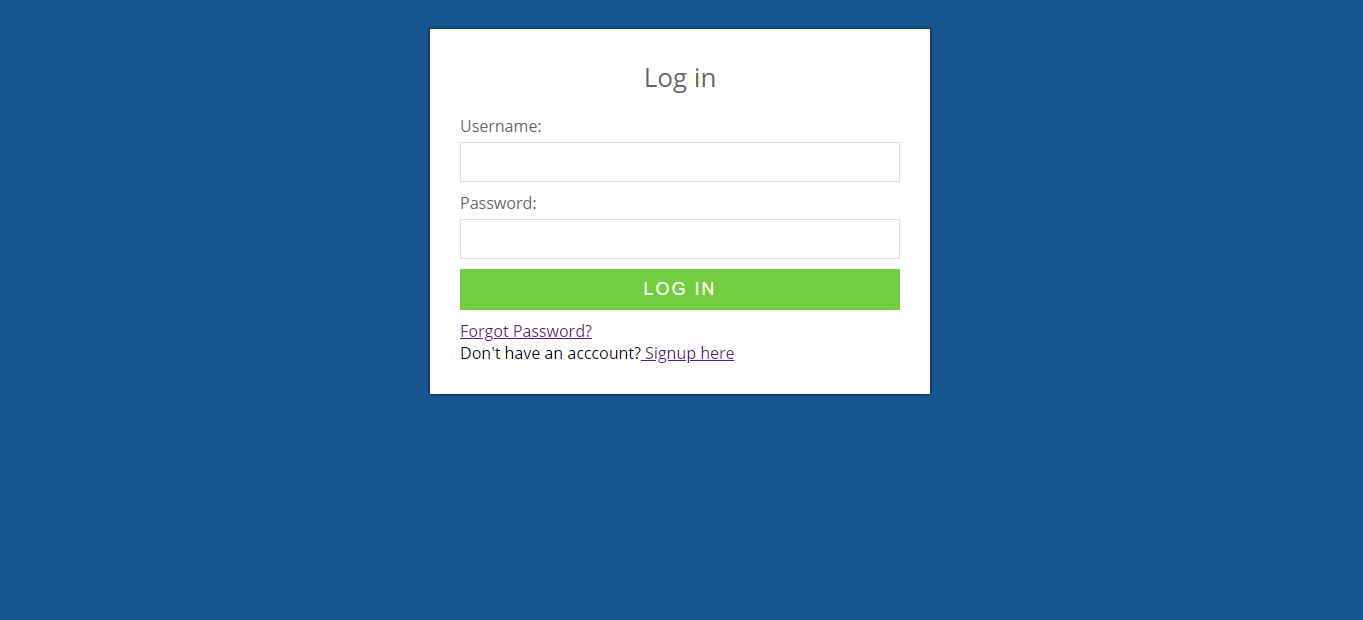 Log in
Username:
Password:
LOG IN
Forgot Password?
Don't have an acccount? Signup here